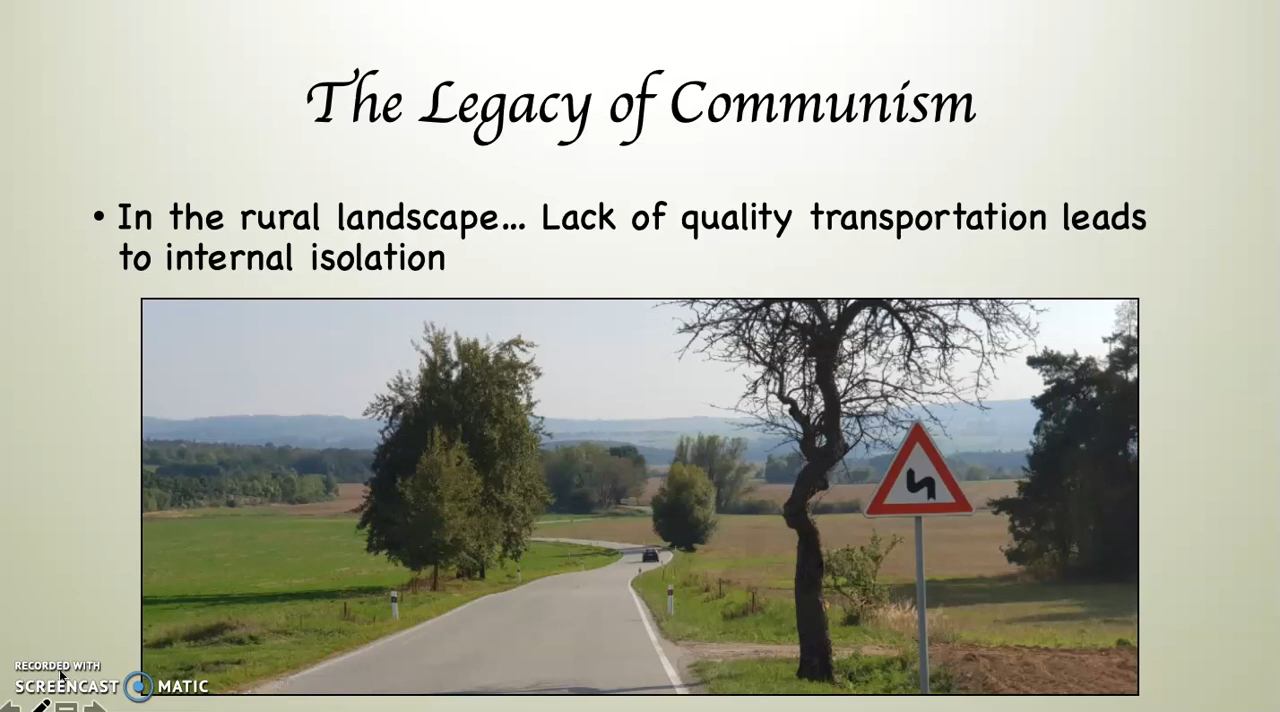 The Legacy of Communism
• In the rural landscape... Lack of quality transportation leads
to internal isolation
RECORDED WITH
SCREENCAST MATIC